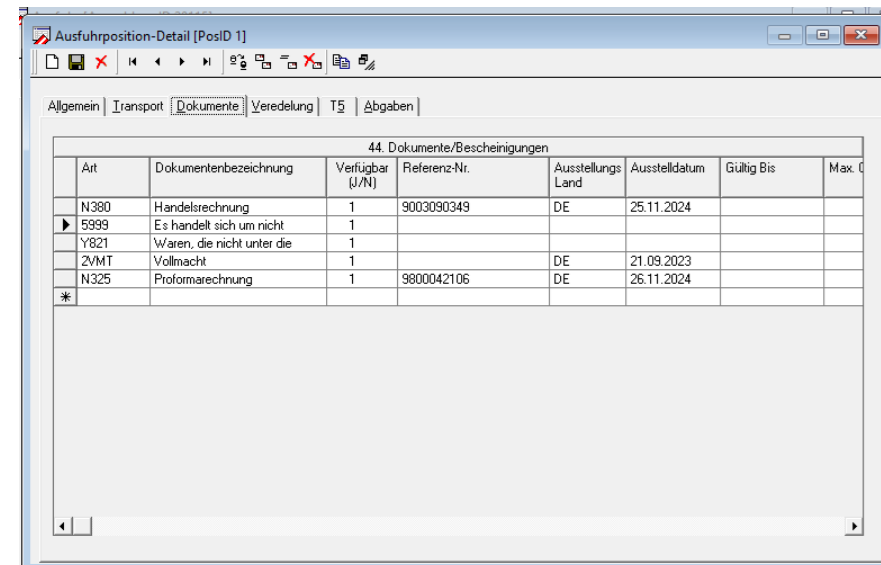 Ausfuhrposition-Detail [PosID 1]
Allgemein Transport Dokumente Veredelung T5 Abgaben
44. Dokumente/Bescheinigungen
Art Dokumentenbezeichnung Verfügbar (J/N) Referenz-Nr. Ausstellungs Land Ausstelldatum Gültig Bis Max.
N380 Handelsrechnung 1 9003090349 DE 25.11.2024
5999 Es handelt sich um nicht 1
Y821 Waren, die nicht unter die 1
2VMT Vollmacht 1 DE 21.09.2023
N325 Proformarechnung 1 9800042106 DE 26.11.2024